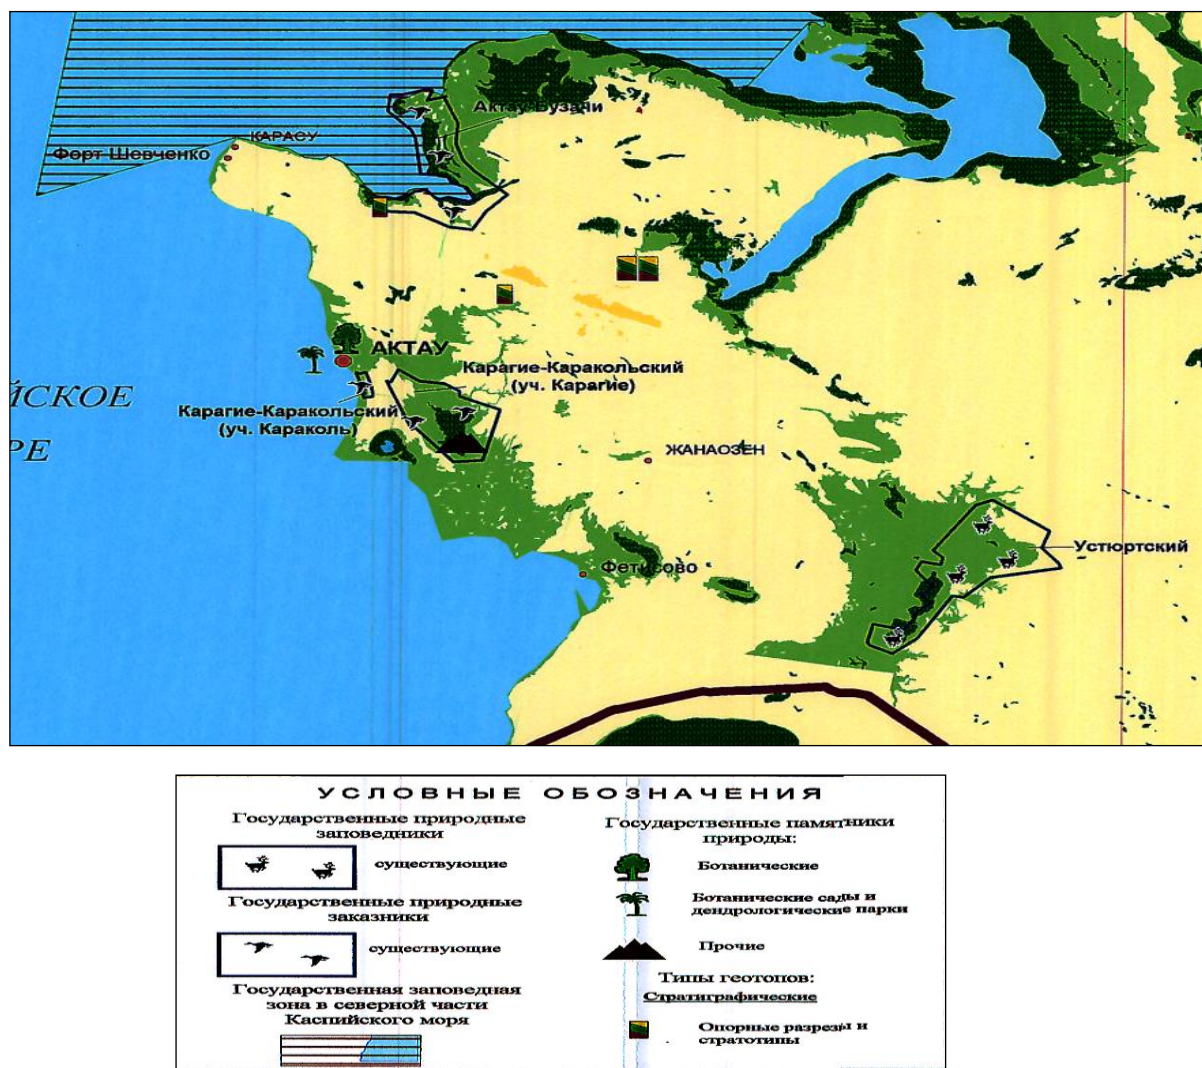 Актау-Бузачи
КАРАСУ
Форт Шевченко
АКТАУ
Карагие-Каракольский
(уч. Карагие)
ЙСКОЕ
Карагие-Каракольский
(уч. Караколь)
РЕ
ЖАНАОЗЕН
Устюртский
Фетисово
УСЛОВНЫЕ ОБОЗНАЧЕНИЯ
Государственные природные
заповедники
существующие
Государственные природные
заказники
существующие
Государственная заповедная
зона в северной части
Каспийского моря
Государственные памятники
природы:
Ботанические
Ботанические сады и
дендрологические парки
Прочие
Типы геотопов:
Стратиграфические
Опорные разрезы и
стратотипы